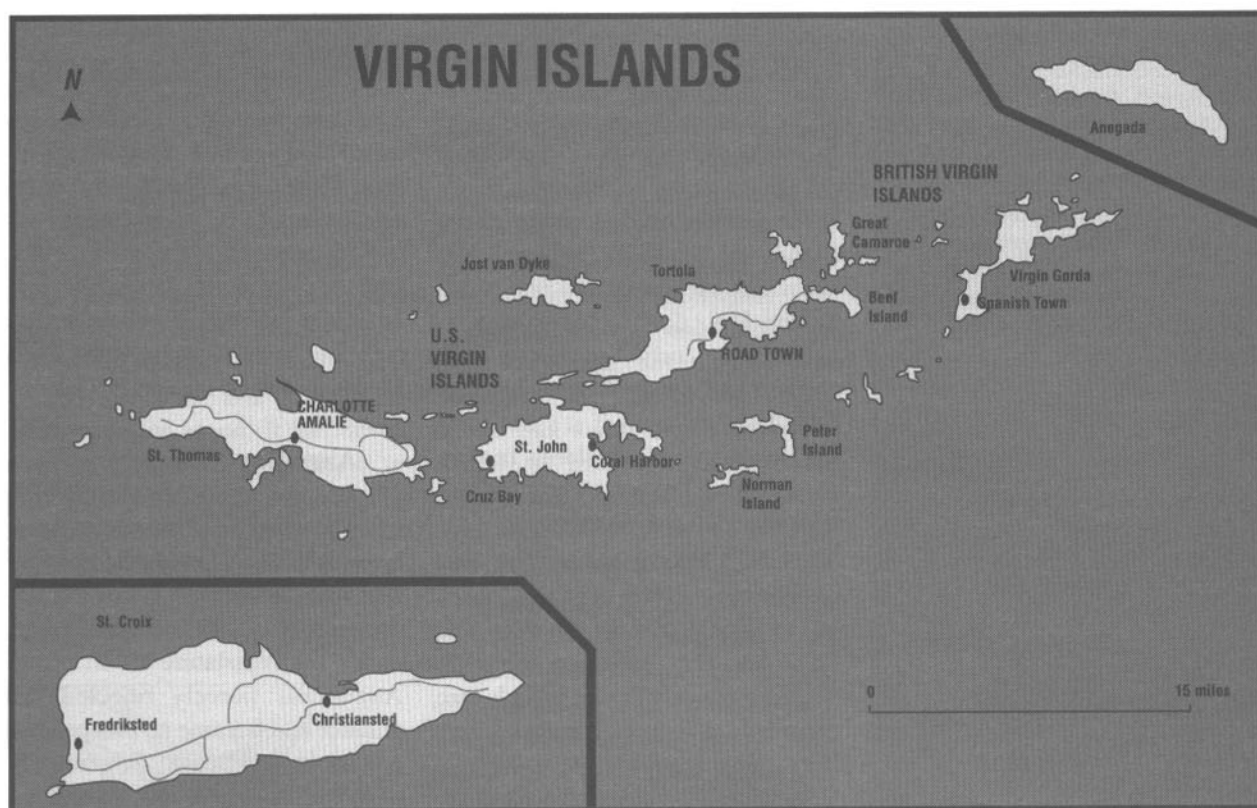 VIRGIN ISLANDS
N
Anegada
BRITISH VIRGIN
ISLANDS
Great
Camaroe
Jost van Dyke
Tortola
Virgin Gorda
Beef
Island
Spanish Town
U.S.
VIRGIN
ISLANDS
ROAD TOWN
CHARLOTTE
AMALIE
St. Thomas
St. John
Coral Harbor
Peter
Island
Cruz Bay
Norman
Island
St. Croix
0
15 miles
Fredriksted
Christiansted